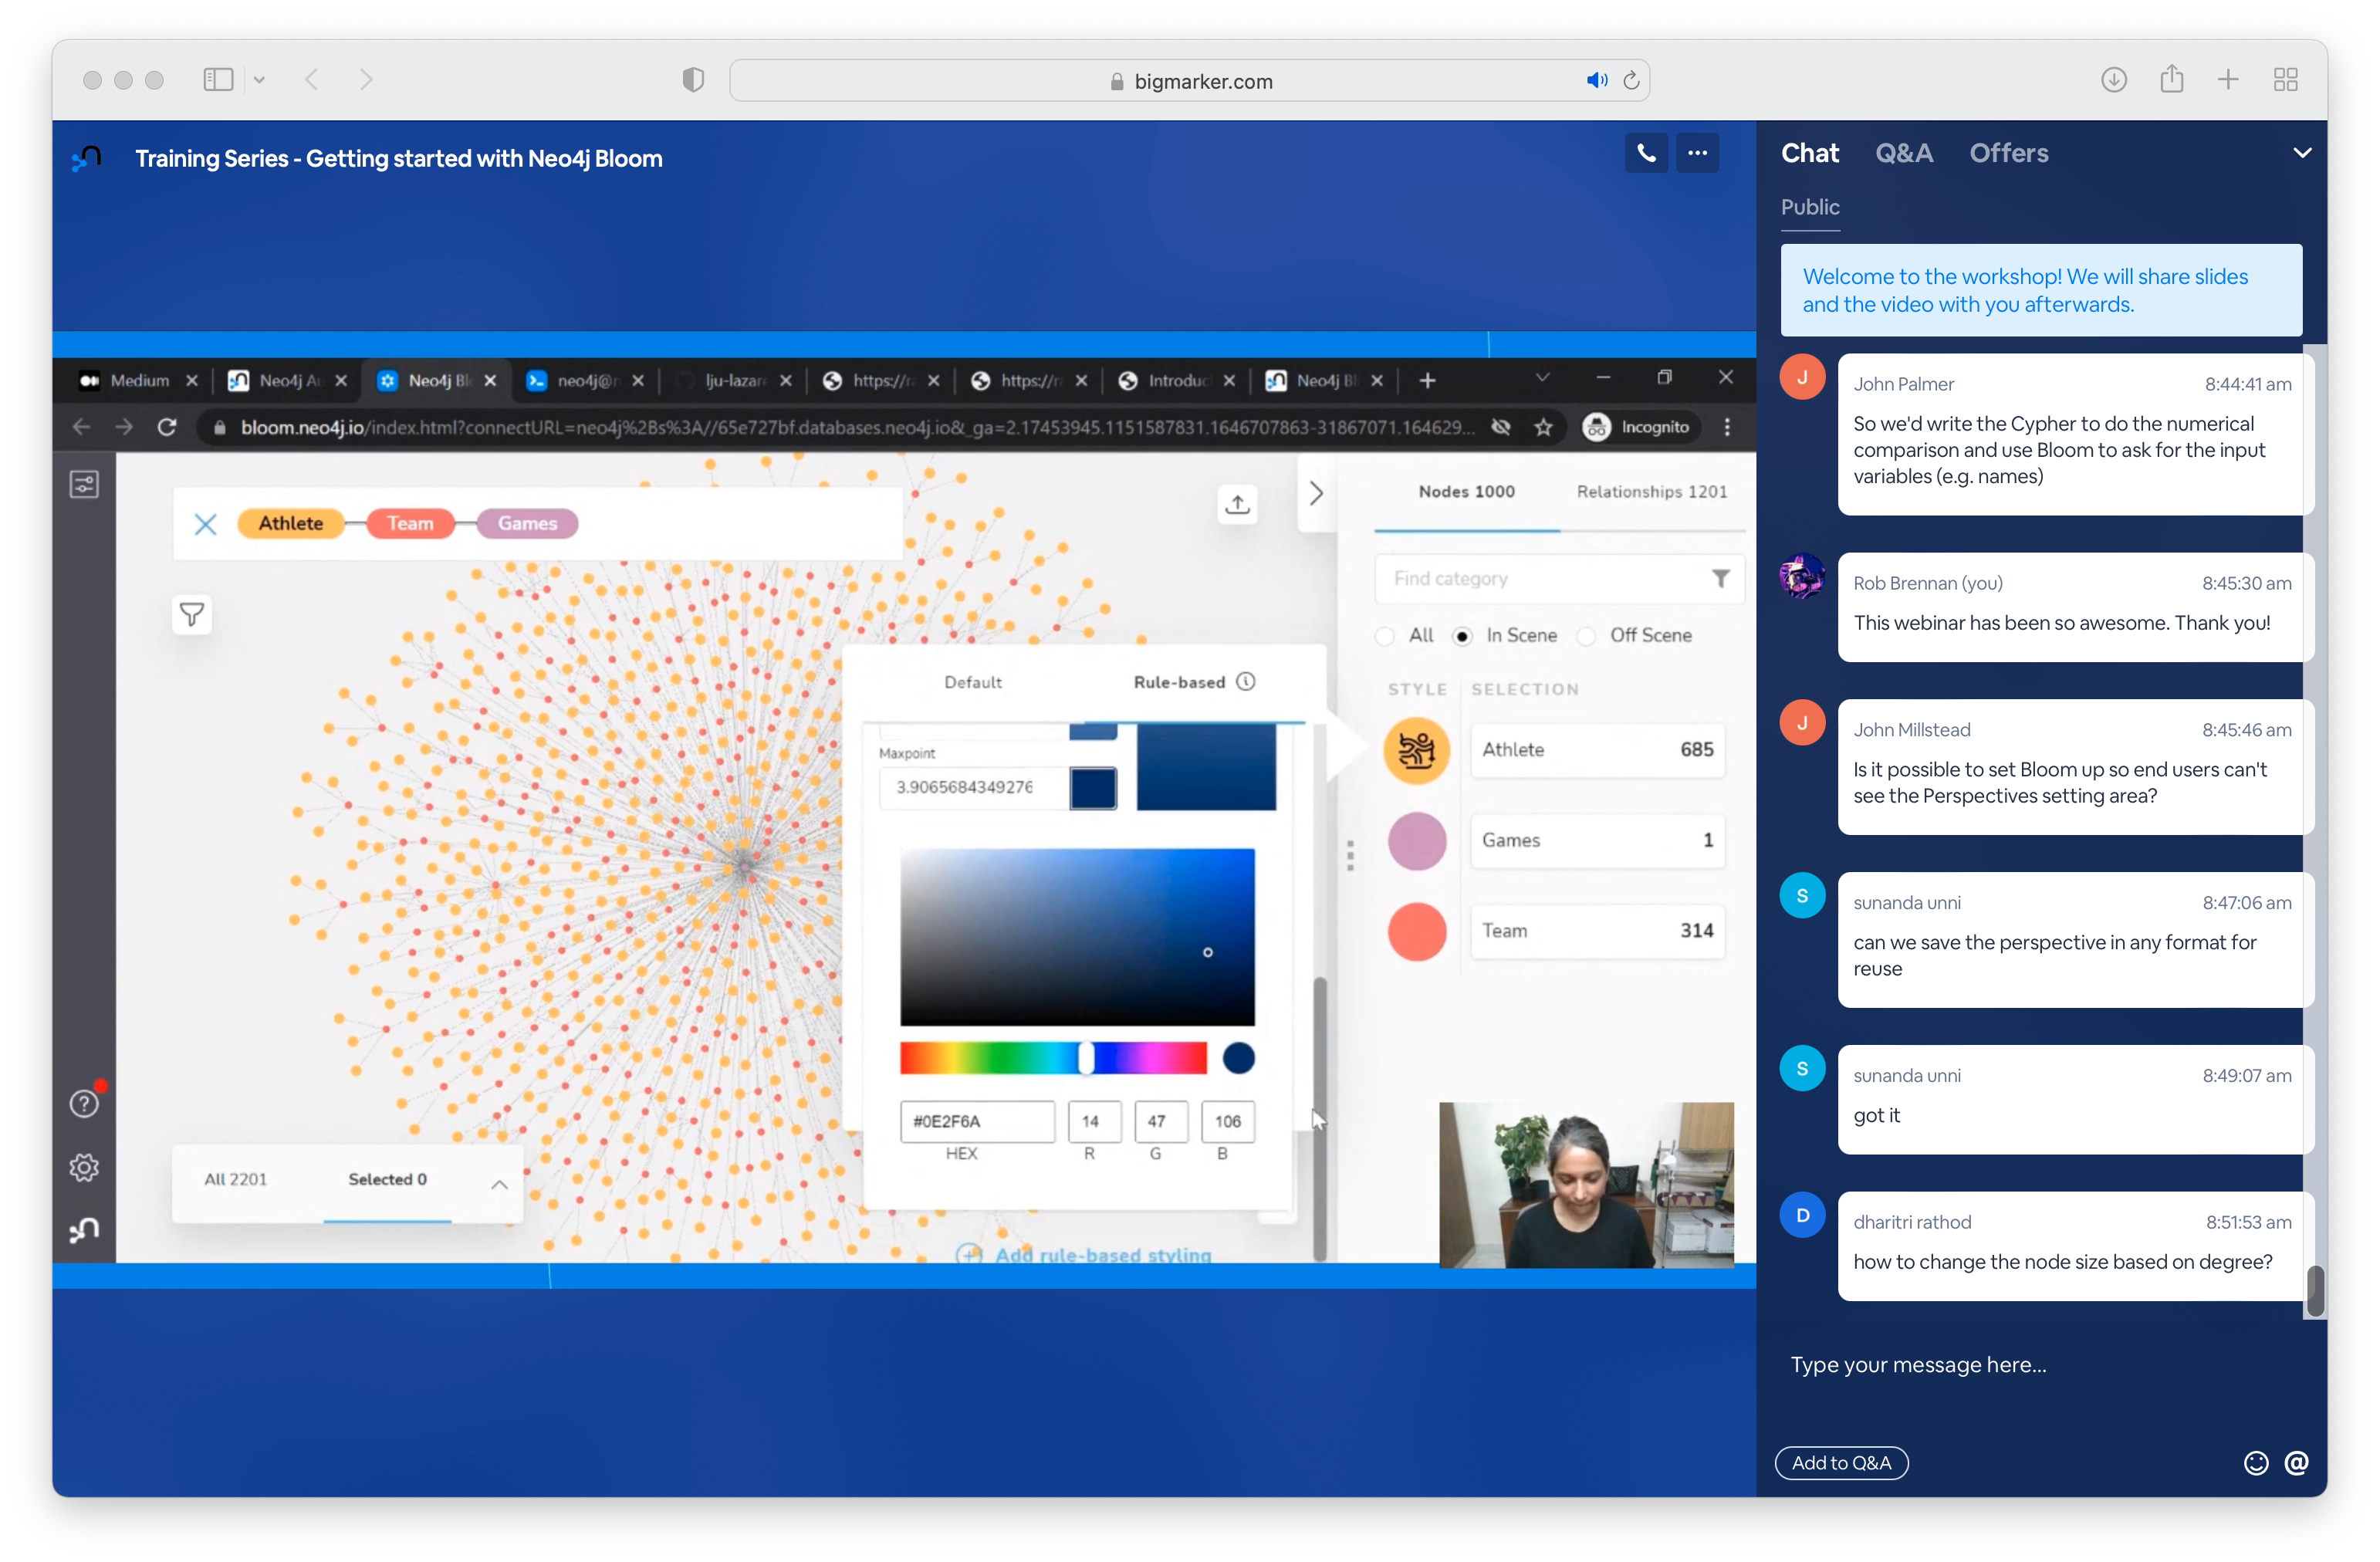 bigmarker.com
Training Series - Getting started with Neo4j Bloom
Medium
Neo4j Au
Neo4j Bl
neo4j@n
lju-lazare
https://ra
https://ra
Introduc
Neo4j Bl
bloom.neo4j.io/index.html?connectURL=neo4j%2Bs%3A//65e727bf.databases.neo4j.io&_ga=2.17453945.1151587831.1646707863-31867071.164629...
Incognito
Athlete
Team
Games
Nodes 1000
Relationships 1201
Find category
All
In Scene
Off Scene
STYLE
SELECTION
Athlete 685
Games 1
Team 314
Default
Rule-based
Maxpoint
3.9065684349276
#0E2F6A
14
47
106
HEX
R
G
B
Add rule-based styling
All 2201
Selected 0
Chat
Q&A
Offers
Public
Welcome to the workshop! We will share slides
and the video with you afterwards.
J
John Palmer 8:44:41 am
So we'd write the Cypher to do the numerical
comparison and use Bloom to ask for the input
variables (e.g. names)
Rob Brennan (you) 8:45:30 am
This webinar has been so awesome. Thank you!
J
John Millstead 8:45:46 am
Is it possible to set Bloom up so end users can't
see the Perspectives setting area?
S
sunanda unni 8:47:06 am
can we save the perspective in any format for
reuse
S
sunanda unni 8:49:07 am
got it
D
dharitri rathod 8:51:53 am
how to change the node size based on degree?
Type your message here...
Add to Q&A